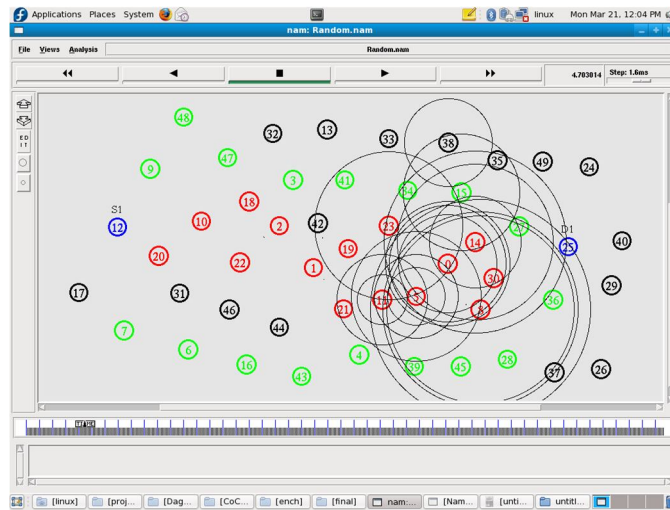 Applications Places System linux Mon Mar 21, 12:04 PM
nam: Random.nam
File Views Analysis Random.nam
4.703014 Step: 1.6ms
48
32 13 33 38
9 47 35 49 24
3 41 34 15
18
S1 10 2 42 23 27 D1
12 14 25 40
20 22 19 0
1 30
17 31 5 29
46 21 8 36
7 44
6 4
16 39 45 28 37 26
43
TIME
[linux] [proj... [Dag... [CoC... [ench] [final] nam:... [Nam... [unti... untitl...